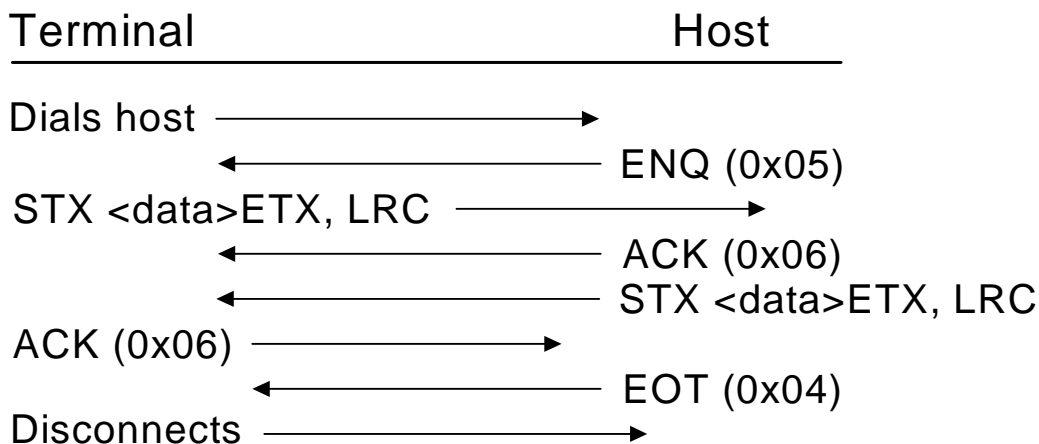 Terminal Host
Dials host
ENQ (0x05)
STX <data>ETX, LRC
ACK (0x06)
STX <data>ETX, LRC
ACK (0x06)
EOT (0x04)
Disconnects